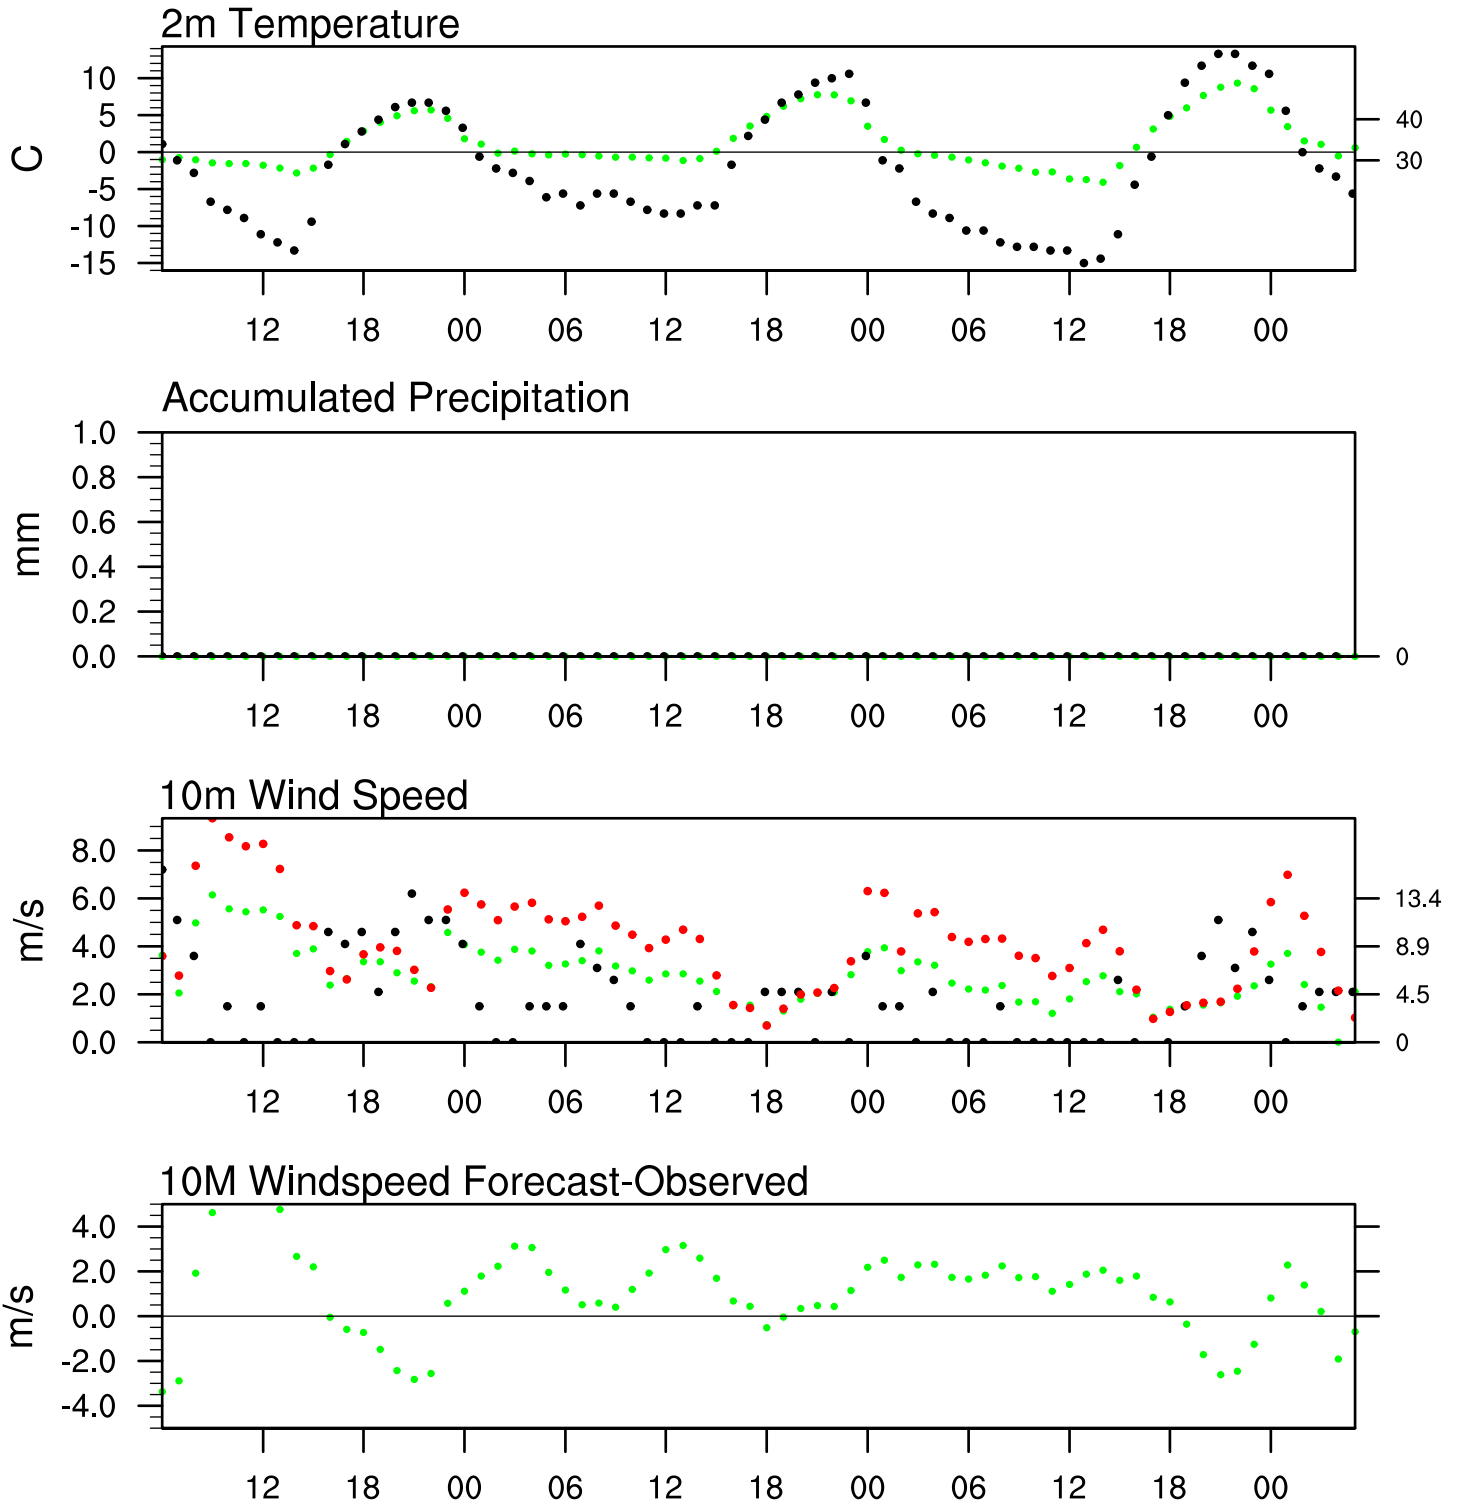 2m Temperature
10
5
0
-5
-10
-15
C
40
30
12 18 00 06 12 18 00 06 12 18 00
Accumulated Precipitation
1.0
0.8
0.6
0.4
0.2
0.0
mm
0
12 18 00 06 12 18 00 06 12 18 00
10m Wind Speed
8.0
6.0
4.0
2.0
0.0
m/s
13.4
8.9
4.5
0
12 18 00 06 12 18 00 06 12 18 00
10M Windspeed Forecast-Observed
4.0
2.0
0.0
-2.0
-4.0
m/s
12 18 00 06 12 18 00 06 12 18 00